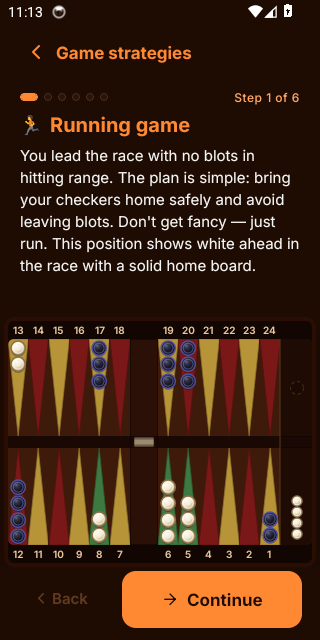 11:13
Game strategies
Step 1 of 6
🏃 Running game
You lead the race with no blots in
hitting range. The plan is simple: bring
your checkers home safely and avoid
leaving blots. Don't get fancy — just
run. This position shows white ahead in
the race with a solid home board.
13 14 15 16 17 18 19 20 21 22 23 24
12 11 10 9 8 7 6 5 4 3 2 1
Back
Continue